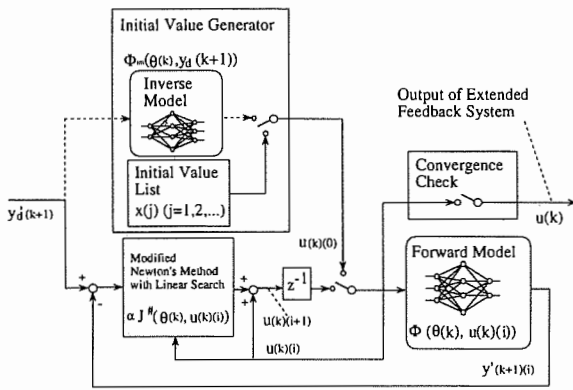 Initial Value Generator
Φm(θ(k),yd(k+1))
Inverse
Model
Initial Value
List
x(j) (j=1,2,...)
Output of Extended
Feedback System
Convergence
Check
u(k)
y'd(k+1)
+
-
Modified
Newton's Method
with Linear Search
αJ#(θ(k), u(k)(i))
+
+
z-1
u(k)(0)
u(k)(i+1)
u(k)(i)
Forward Model
Φ (θ(k), u(k)(i))
y'(k+1)(i)